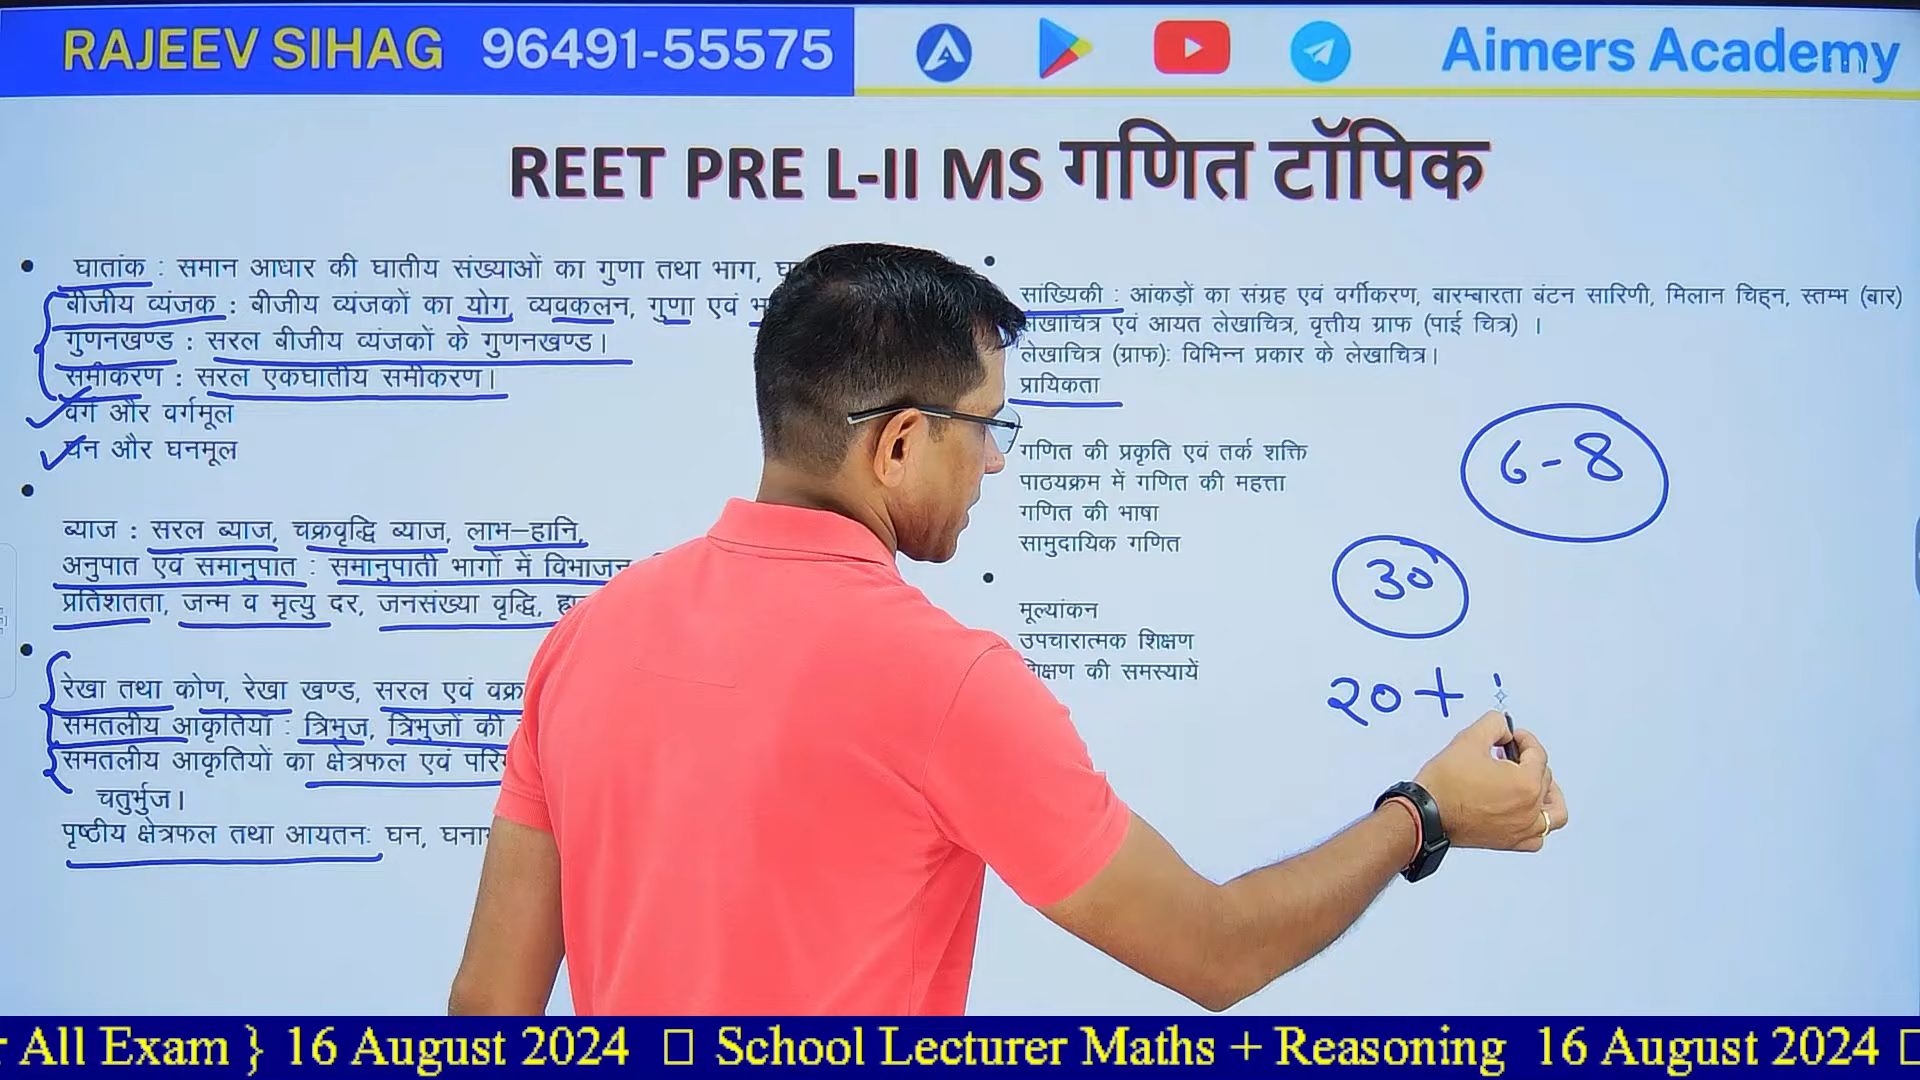 RAJEEV SIHAG 96491-55575
Aimers Academy
REET PRE L-II MS गणित टॉपिक
घातांक : समान आधार की घातीय संख्याओं का गुणा तथा भाग,
बीजीय व्यंजक : बीजीय व्यंजकों का योग, व्यवकलन, गुणा एवं
गुणनखण्ड : सरल बीजीय व्यंजकों के गुणनखण्ड।
समीकरण : सरल एकघातीय समीकरण।
वर्ग और वर्गमूल
घन और घनमूल
ब्याज : सरल ब्याज, चक्रवृद्धि ब्याज, लाभ–हानि,
अनुपात एवं समानुपात : समानुपाती भागों में विभाजन
प्रतिशतता, जन्म व मृत्यु दर, जनसंख्या वृद्धि,
रेखा तथा कोण, रेखा खण्ड, सरल एवं वक्र
समतलीय आकृतियाँ : त्रिभुज, त्रिभुजों की
समतलीय आकृतियों का क्षेत्रफल एवं
चतुर्भुज।
पृष्ठीय क्षेत्रफल तथा आयतन: घन,
सांख्यिकी : आंकड़ों का संग्रह एवं वर्गीकरण, बारम्बारता बंटन सारिणी, मिलान चिह्न, स्तम्भ (बार)
लेखाचित्र एवं आयत लेखाचित्र, वृत्तीय ग्राफ (पाई चित्र) ।
लेखाचित्र (ग्राफ): विभिन्न प्रकार के लेखाचित्र।
प्रायिकता
गणित की प्रकृति एवं तर्क शक्ति
पाठयक्रम में गणित की महत्ता
गणित की भाषा
सामुदायिक गणित
मूल्यांकन
उपचारात्मक शिक्षण
शिक्षण की समस्यायें
6-8
30
20 +
All Exam } 16 August 2024 School Lecturer Maths + Reasoning 16 August 2024